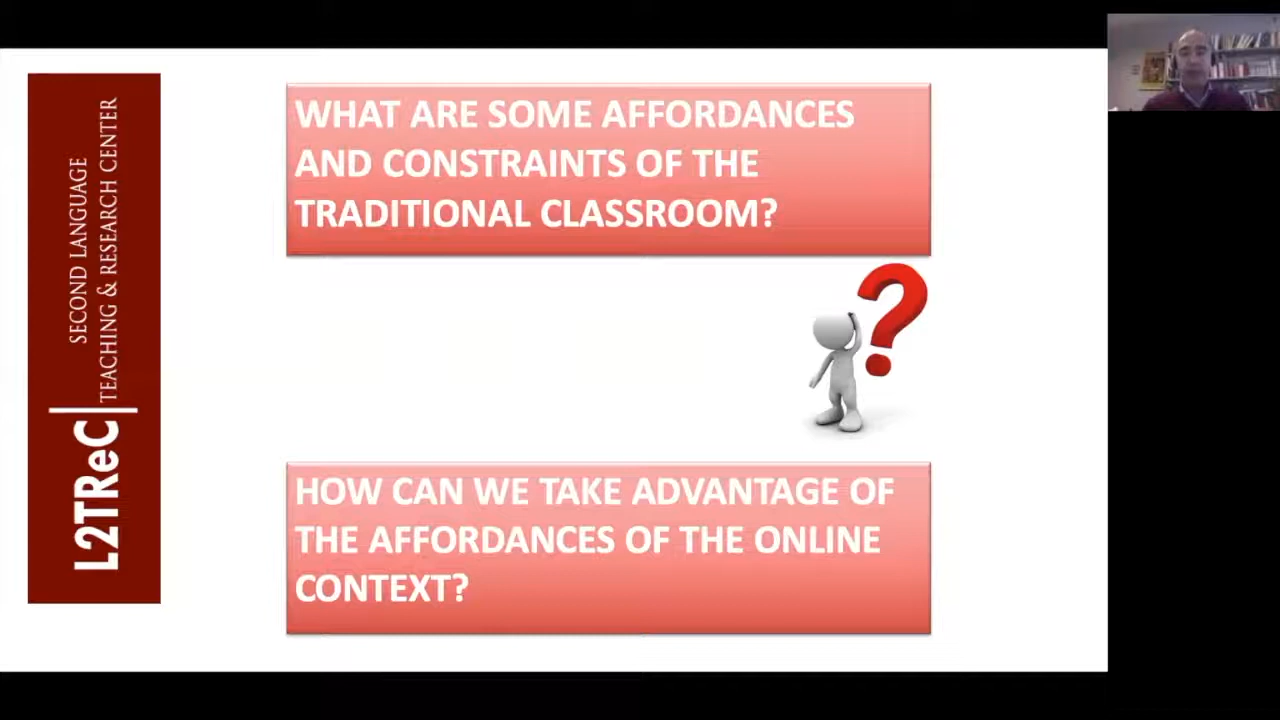 SECOND LANGUAGE
TEACHING & RESEARCH CENTER
L2TReC
WHAT ARE SOME AFFORDANCES
AND CONSTRAINTS OF THE
TRADITIONAL CLASSROOM?
?
HOW CAN WE TAKE ADVANTAGE OF
THE AFFORDANCES OF THE ONLINE
CONTEXT?